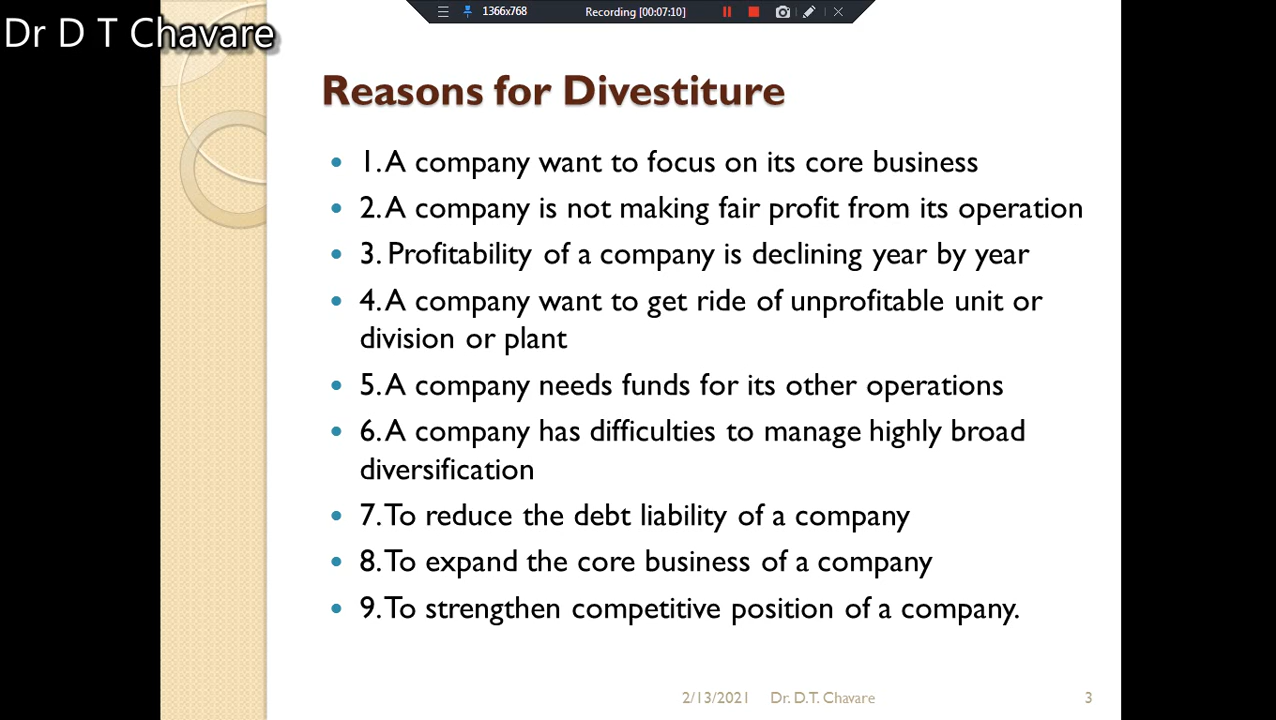 1366x768 Recording [00:07:10]
Dr D T Chavare
Reasons for Divestiture
• 1. A company want to focus on its core business
• 2. A company is not making fair profit from its operation
• 3. Profitability of a company is declining year by year
• 4. A company want to get ride of unprofitable unit or
division or plant
• 5. A company needs funds for its other operations
• 6. A company has difficulties to manage highly broad
diversification
• 7. To reduce the debt liability of a company
• 8. To expand the core business of a company
• 9. To strengthen competitive position of a company.
2/13/2021 Dr. D.T. Chavare 3